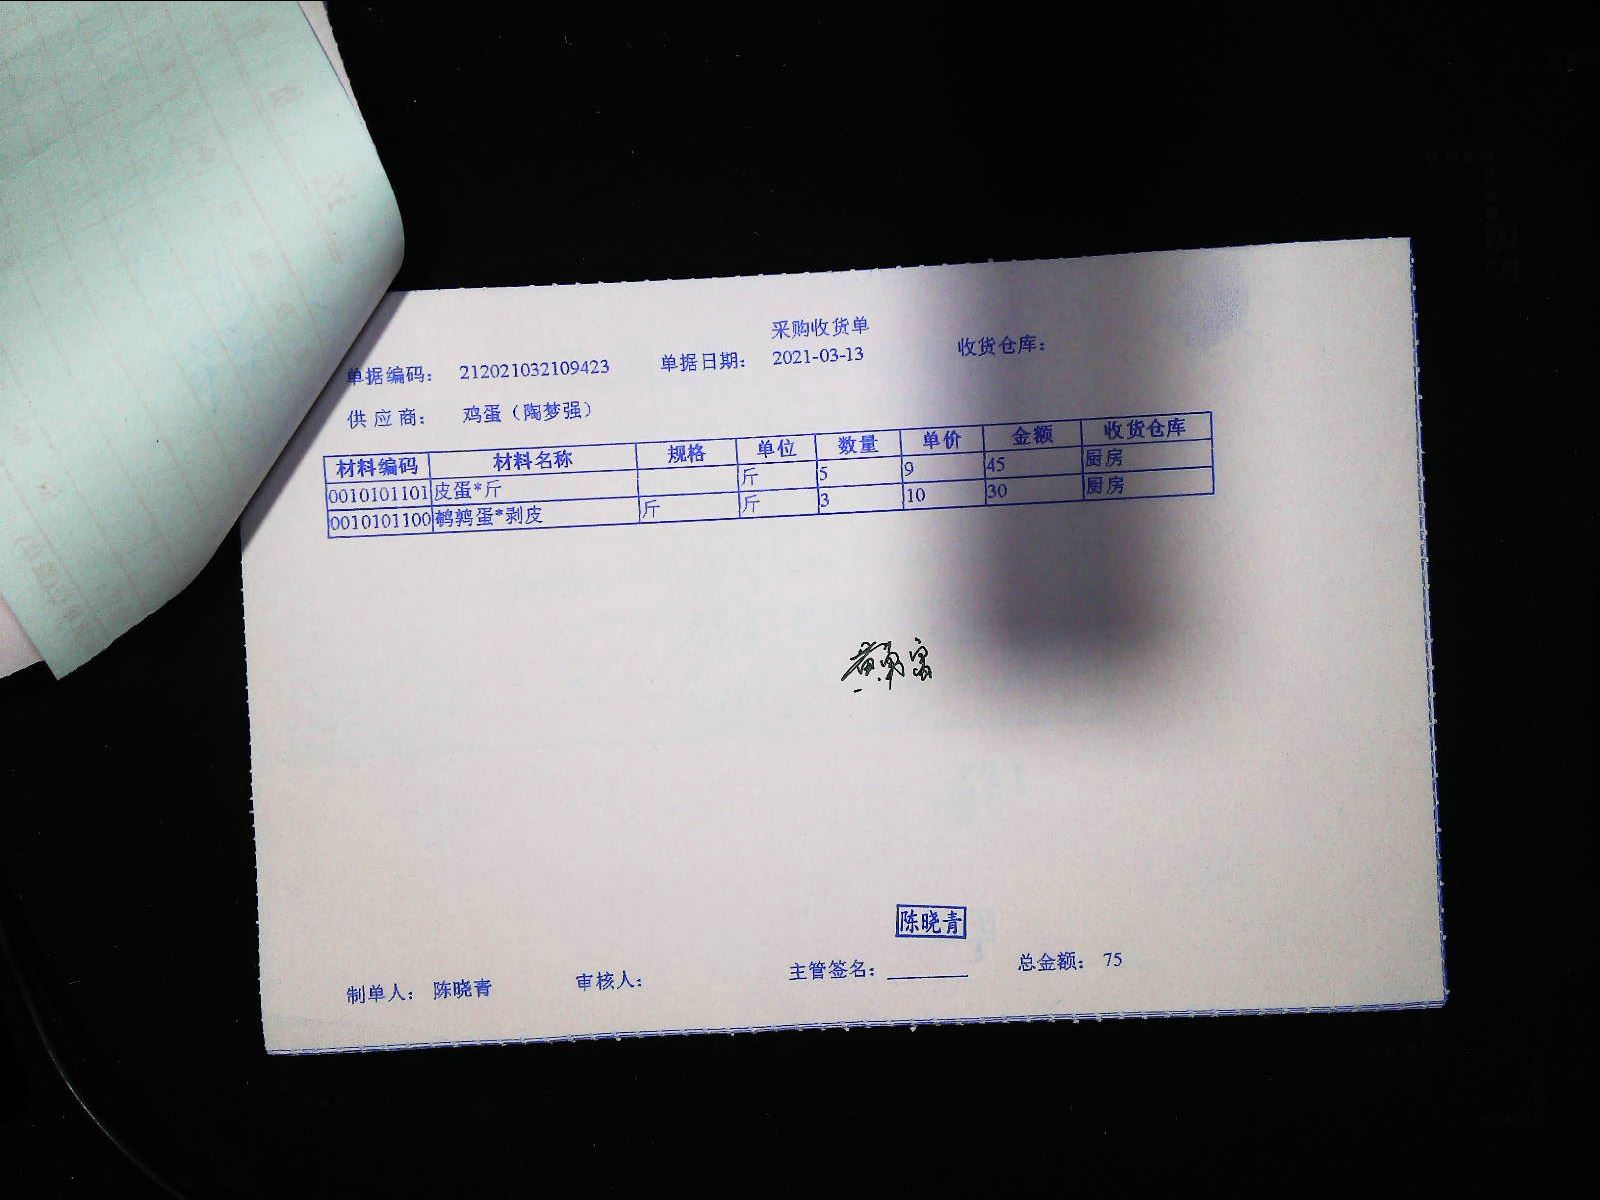 采购收货单
单据编码： 212021032109423 单据日期： 2021-03-13 收货仓库：
供应商： 鸡蛋（陶梦强）
材料编码 材料名称 规格 单位 数量 单价 金额 收货仓库
0010101101 皮蛋*斤 斤 5 9 45 厨房
0010101100 鹌鹑蛋*剥皮 斤 斤 3 10 30 厨房
陈晓青
制单人： 陈晓青 审核人： 主管签名： 总金额： 75